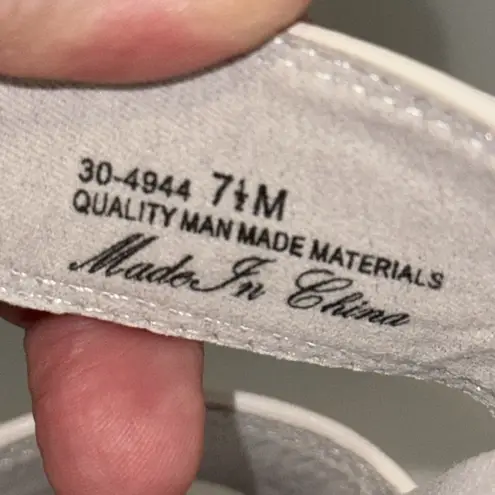 30-4944 7½M
QUALITY MAN MADE MATERIALS
Made In China